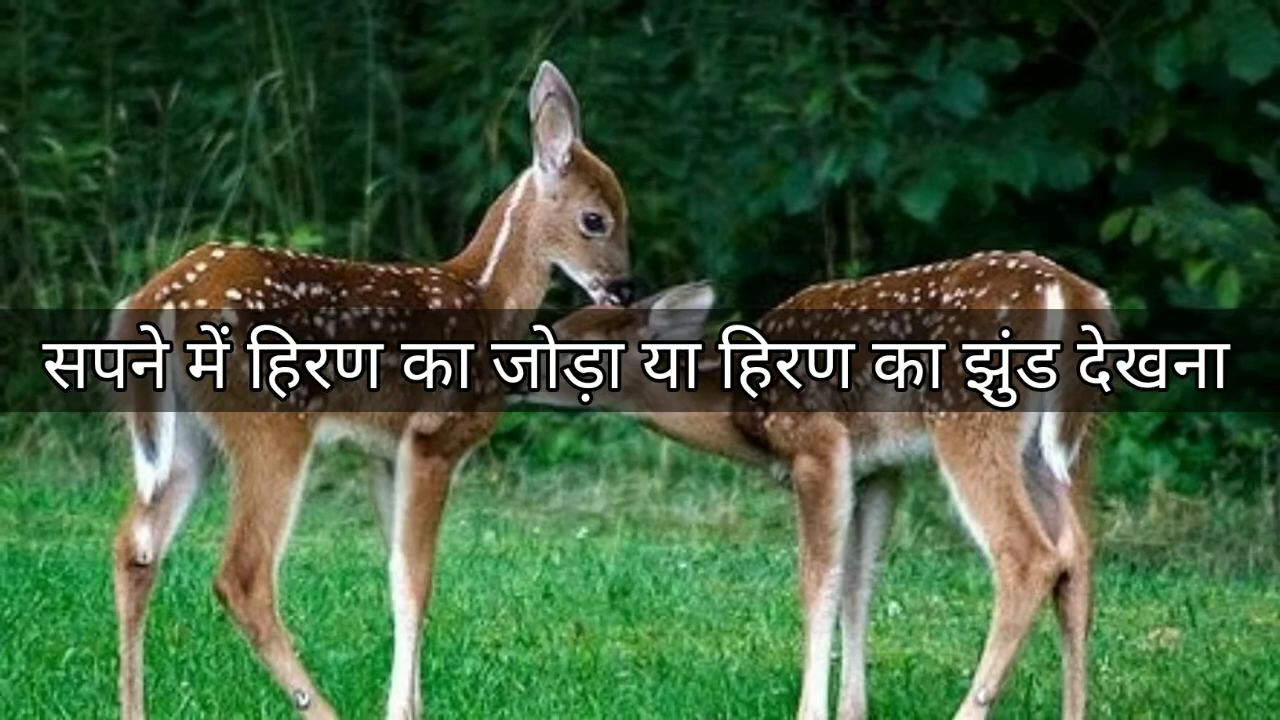 सपने में हिरण का जोड़ा या हिरण का झुंड देखना